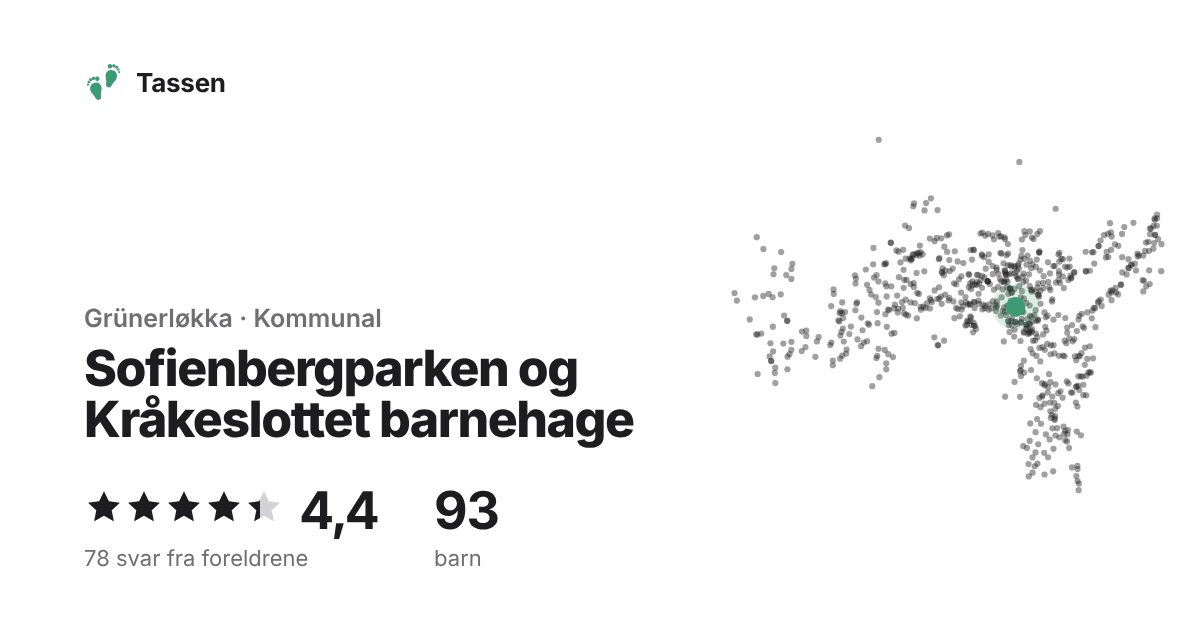 Tassen
Grünerløkka · Kommunal
Sofienbergparken og
Kråkeslottet barnehage
4,4
93
78 svar fra foreldrene
barn